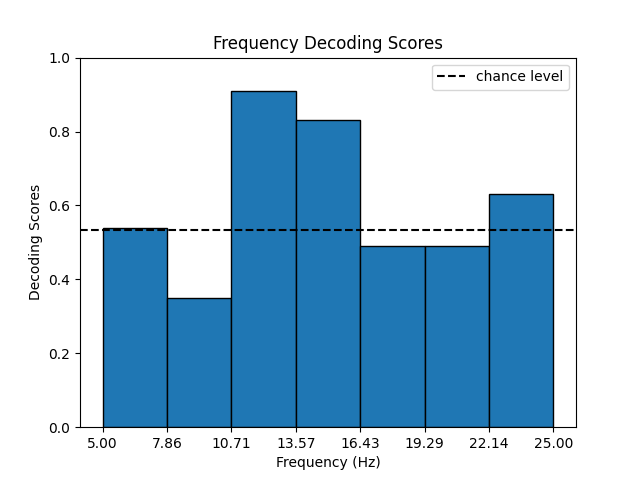 Frequency Decoding Scores
chance level
1.0
0.8
0.6
0.4
0.2
0.0
Decoding Scores
5.00 7.86 10.71 13.57 16.43 19.29 22.14 25.00
Frequency (Hz)